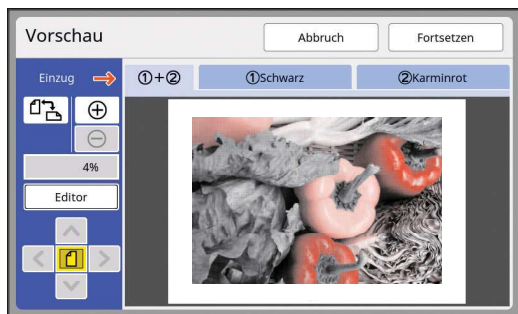 Vorschau
Abbruch
Fortsetzen
Einzug
①+②
①Schwarz
②Karminrot
4%
Editor